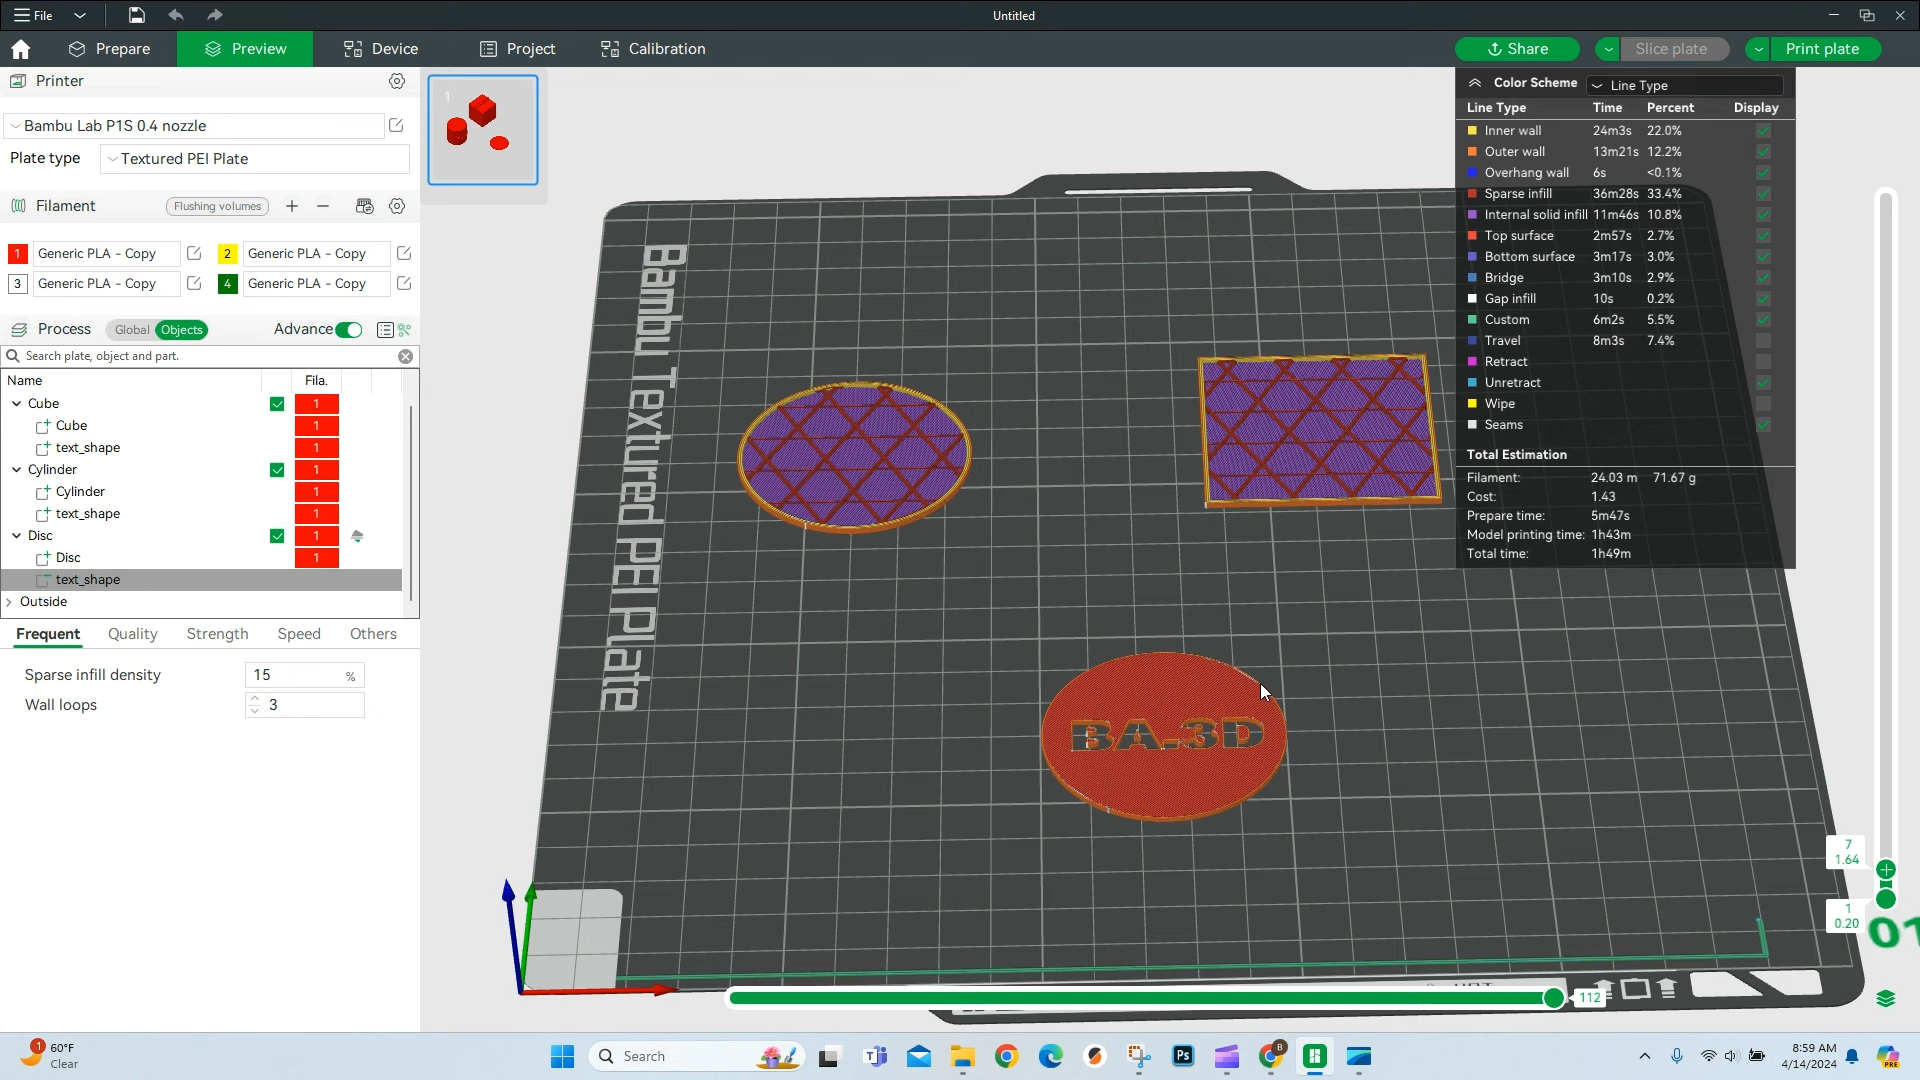 File
Untitled
Prepare
Preview
Device
Project
Calibration
Share
Slice plate
Print plate
Printer
Bambu Lab P1S 0.4 nozzle
Plate type
Textured PEI Plate
Filament
Flushing volumes
1 Generic PLA - Copy
2 Generic PLA - Copy
3 Generic PLA - Copy
4 Generic PLA - Copy
Process
Global
Objects
Advance
Search plate, object and part.
Name
Fila.
Cube 1
Cube 1
text_shape 1
Cylinder 1
Cylinder 1
text_shape 1
Disc 1
Disc 1
text_shape
Outside
Frequent
Quality
Strength
Speed
Others
Sparse infill density 15 %
Wall loops 3
1
Bambu Textured PEI Plate
BA.3D
Color Scheme
Line Type
Line Type Time Percent Display
Inner wall 24m3s 22.0%
Outer wall 13m21s 12.2%
Overhang wall 6s <0.1%
Sparse infill 36m28s 33.4%
Internal solid infill 11m46s 10.8%
Top surface 2m57s 2.7%
Bottom surface 3m17s 3.0%
Bridge 3m10s 2.9%
Gap infill 10s 0.2%
Custom 6m2s 5.5%
Travel 8m3s 7.4%
Retract
Unretract
Wipe
Seams
Total Estimation
Filament: 24.03 m 71.67 g
Cost: 1.43
Prepare time: 5m47s
Model printing time: 1h43m
Total time: 1h49m
7
1.64
1
0.20
01
112
1
60°F
Clear
Search
Ps
B
PRE
8:59 AM
4/14/2024